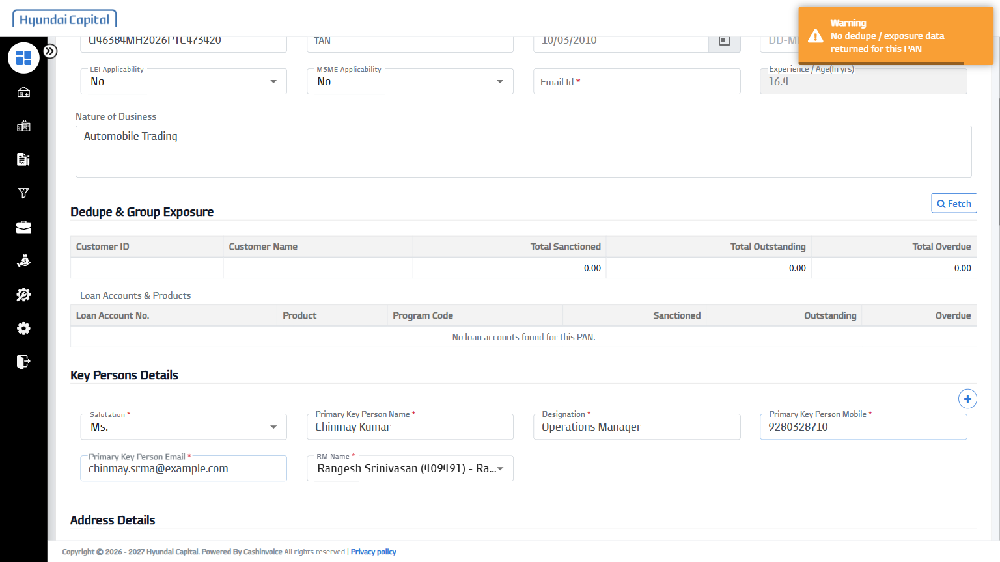 Hyundai Capital
Warning
No dedupe / exposure data
returned for this PAN
U46384MH2026PTC473420
TAN
10/03/2010
LEI Applicability
No
MSME Applicability
No
Email Id *
Experience / Age(In yrs)
16.4
Nature of Business
Automobile Trading
Dedupe & Group Exposure
Fetch
Customer ID Customer Name Total Sanctioned Total Outstanding Total Overdue
- - 0.00 0.00 0.00
Loan Accounts & Products
Loan Account No. Product Program Code Sanctioned Outstanding Overdue
No loan accounts found for this PAN.
Key Persons Details
Salutation *
Ms.
Primary Key Person Name *
Chinmay Kumar
Designation *
Operations Manager
Primary Key Person Mobile *
9280328710
Primary Key Person Email *
chinmay.srma@example.com
RM Name *
Rangesh Srinivasan (409491) - Ra...
Address Details
Copyright © 2026 - 2027 Hyundai Capital. Powered By Cashinvoice All rights reserved | Privacy policy